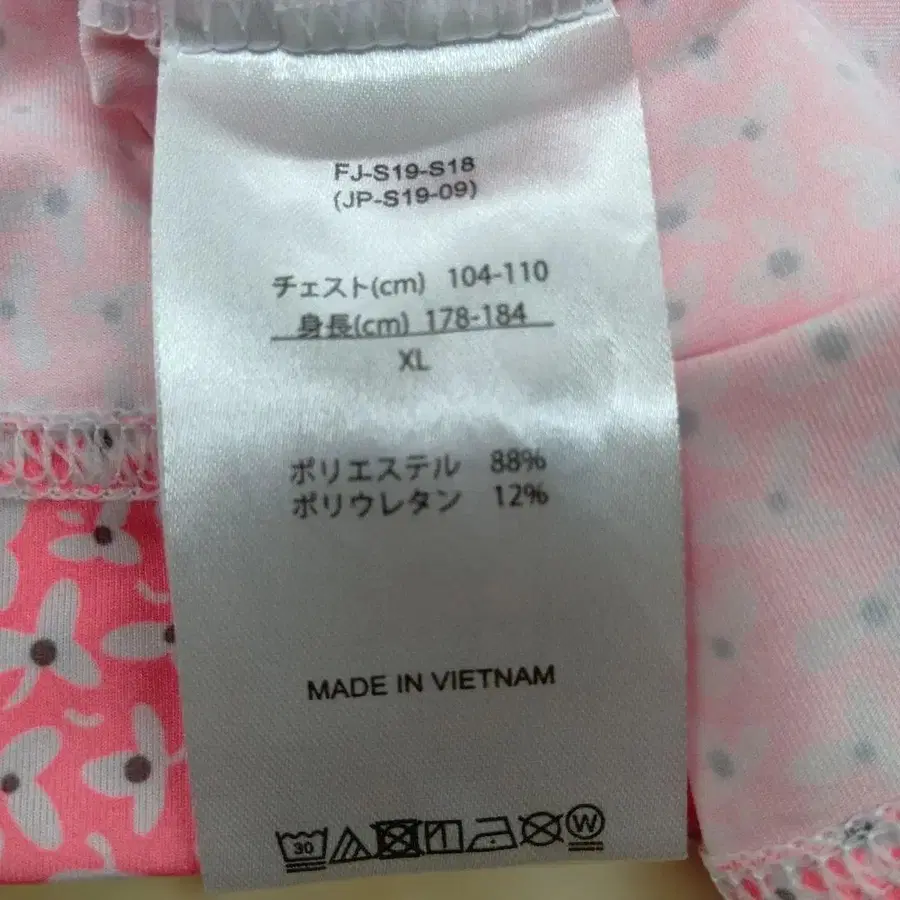 FJ-S19-S18
(JP-S19-09)
チェスト(cm) 104-110
身長(cm) 178-184
XL
ポリエステル 88%
ポリウレタン 12%
MADE IN VIETNAM
30 W